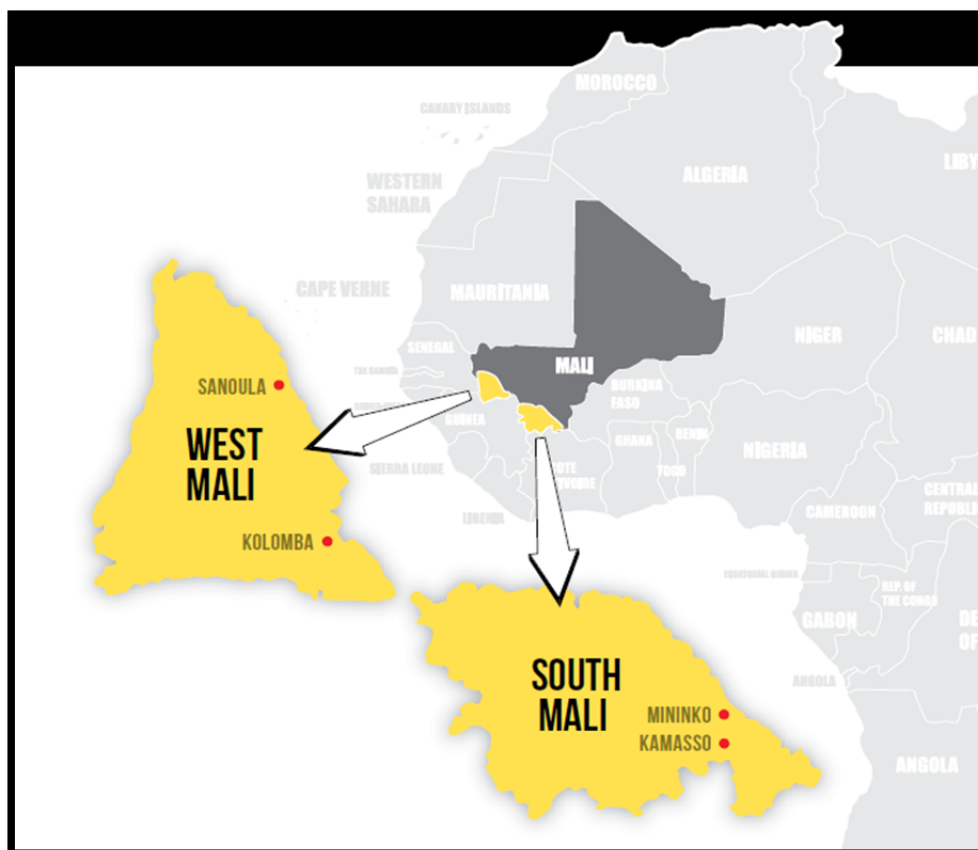 MOROCCO
CANARY ISLANDS
LIBY
ALGERIA
WESTERN
SAHARA
CAPE VERNE
MAURITANIA
NIGER
CHAD
SENEGAL
MALI
BURKINA
FASO
SANOULA
GUINEA
GHANA
BENIN
NIGERIA
WEST
MALI
SIERRA LEONE
TOGO
LIBERIA
CENTRAL
REPUBLI
CAMEROON
KOLOMBA
EQUATORIAL GUINEA
REP. OF
THE CONGO
GABON
DE
OF
SOUTH
MALI
ANGOLA
MININKO
KAMASSO
ANGOLA